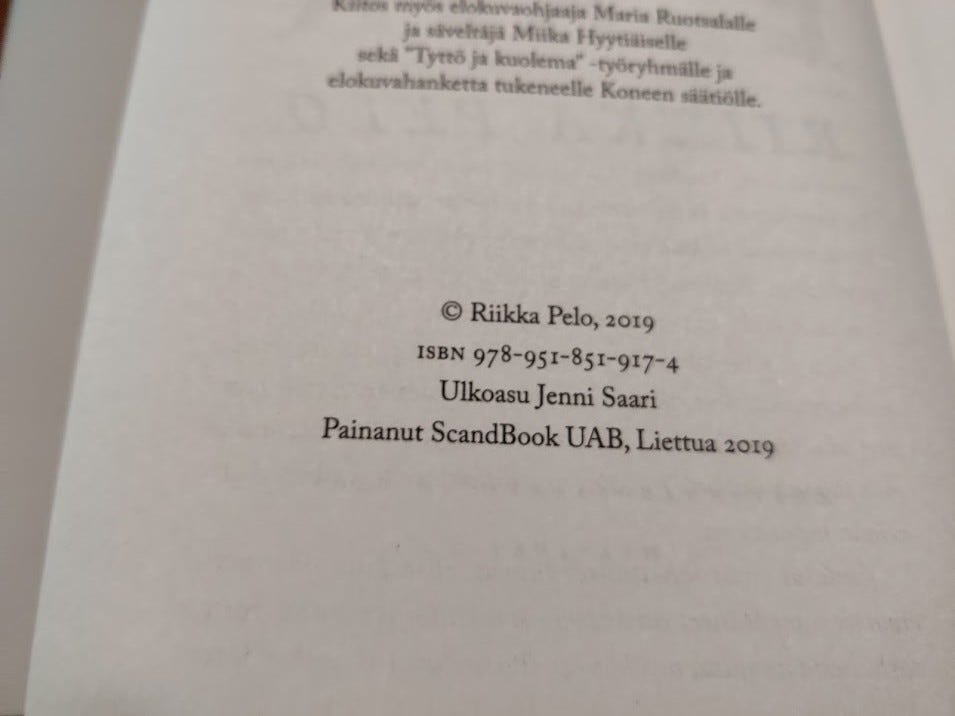 Kiitos myös elokuvaohjaaja Maria Ruotsalalle
ja säveltäjä Miika Hyytiäiselle
sekä "Tyttö ja kuolema" -työryhmälle ja
elokuvahanketta tukeneelle Koneen säätiölle.
© Riikka Pelo, 2019
ISBN 978-951-851-917-4
Ulkoasu Jenni Saari
Painanut ScandBook UAB, Liettua 2019